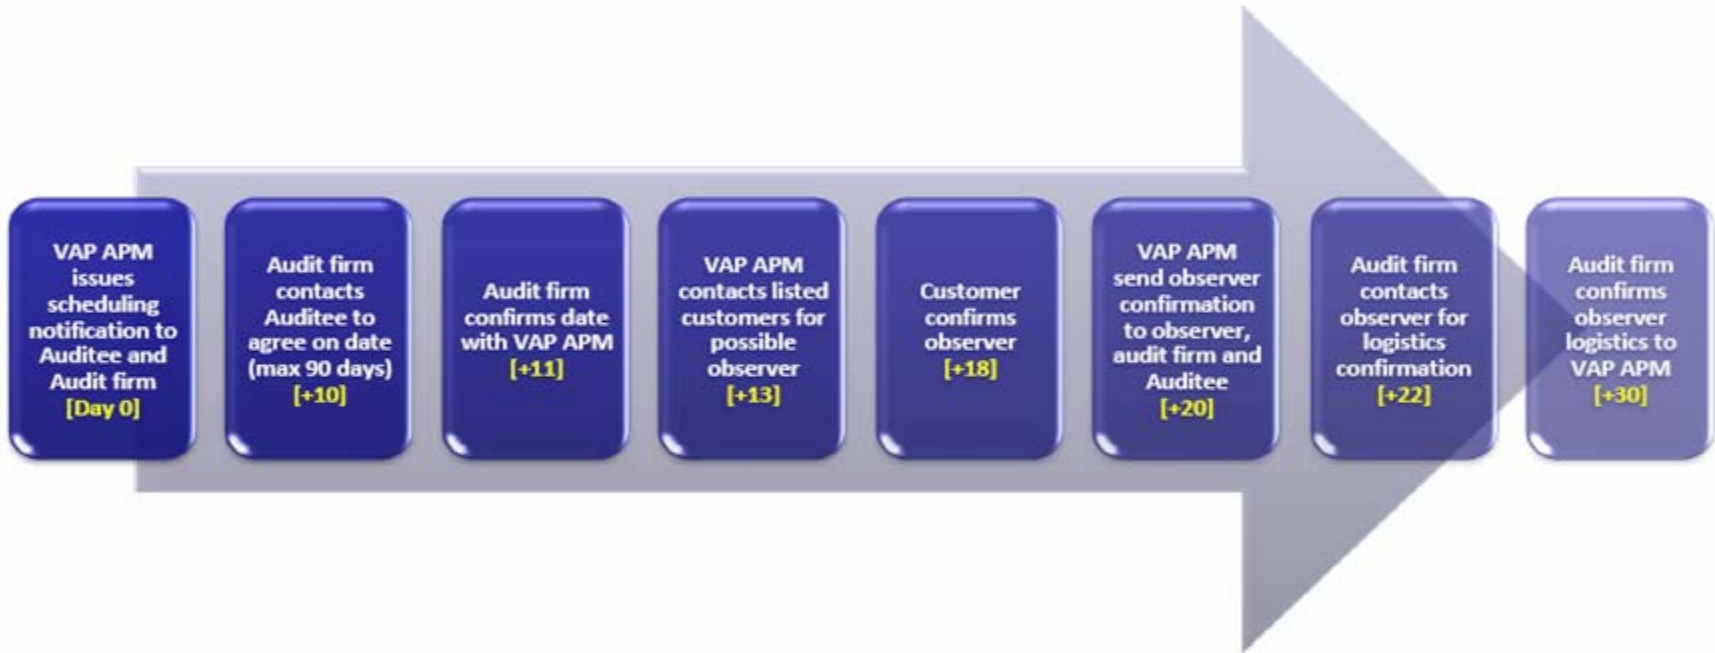 VAP APM
issues
scheduling
notification to
Auditee and
Audit firm
[Day 0]
Audit firm
contacts
Auditee to
agree on date
(max 90 days)
[+10]
Audit firm
confirms date
with VAP APM
[+11]
VAP APM
contacts listed
customers for
possible
observer
[+13]
Customer
confirms
observer
[+18]
VAP APM
send observer
confirmation
to observer,
audit firm and
Auditee
[+20]
Audit firm
contacts
observer for
logistics
confirmation
[+22]
Audit firm
confirms
observer
logistics to
VAP APM
[+30]